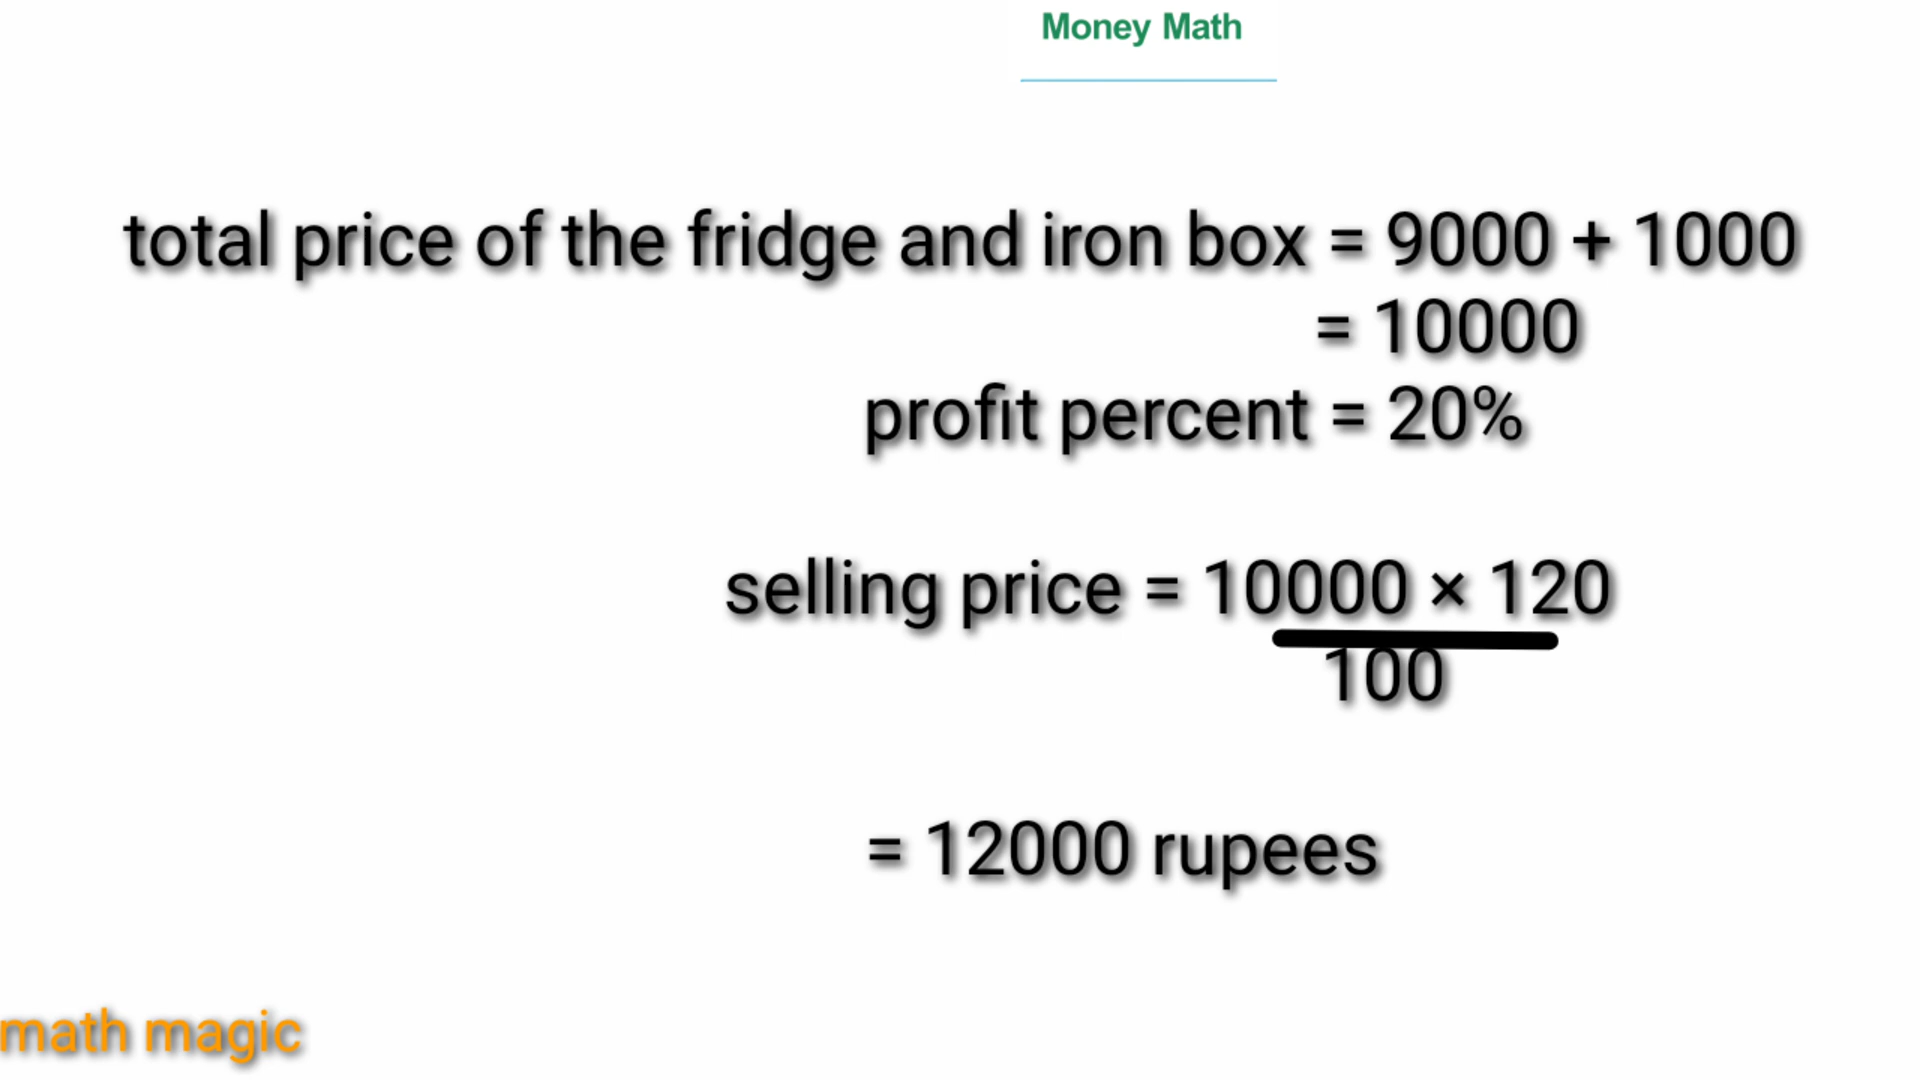 Money Math
total price of the fridge and iron box = 9000 + 1000
= 10000
profit percent = 20%
selling price = 10000 × 120
100
= 12000 rupees
math magic